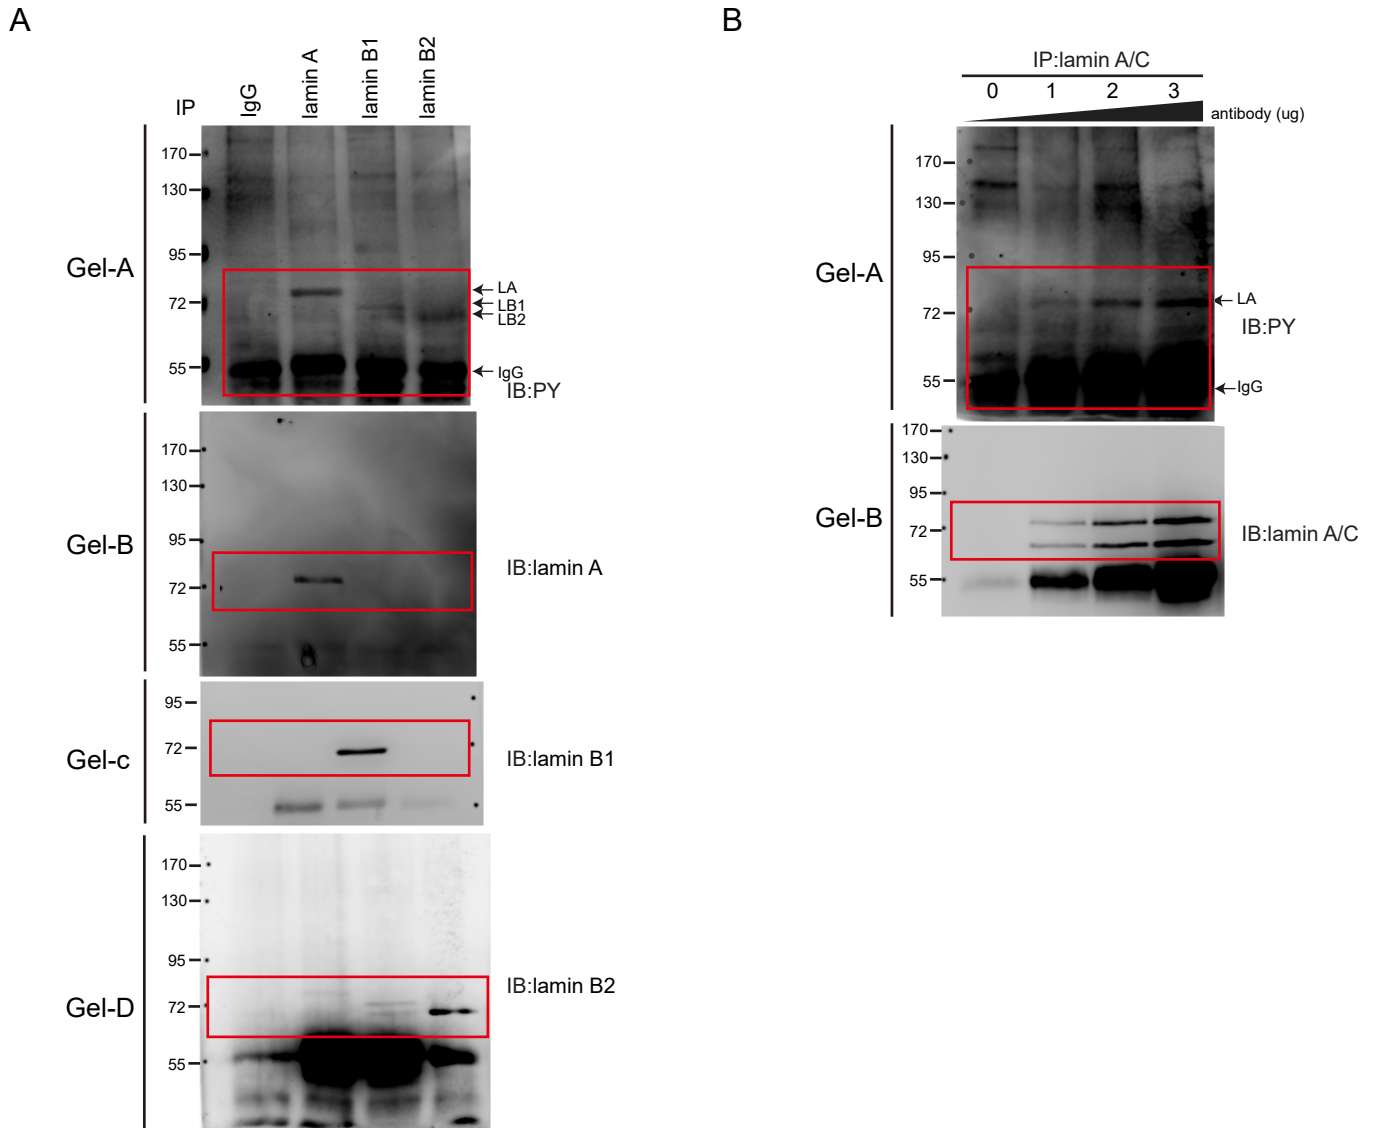 A
IP
IgG
lamin A
lamin B1
lamin B2
Gel-A
170
130
95
72
55
LA
LB1
LB2
IgG
IB:PY
Gel-B
170
130
95
72
55
IB:lamin A
Gel-c
95
72
55
IB:lamin B1
Gel-D
170
130
95
72
55
IB:lamin B2
B
IP:lamin A/C
0 1 2 3
antibody (ug)
Gel-A
170
130
95
72
55
LA
IB:PY
IgG
Gel-B
170
130
95
72
55
IB:lamin A/C